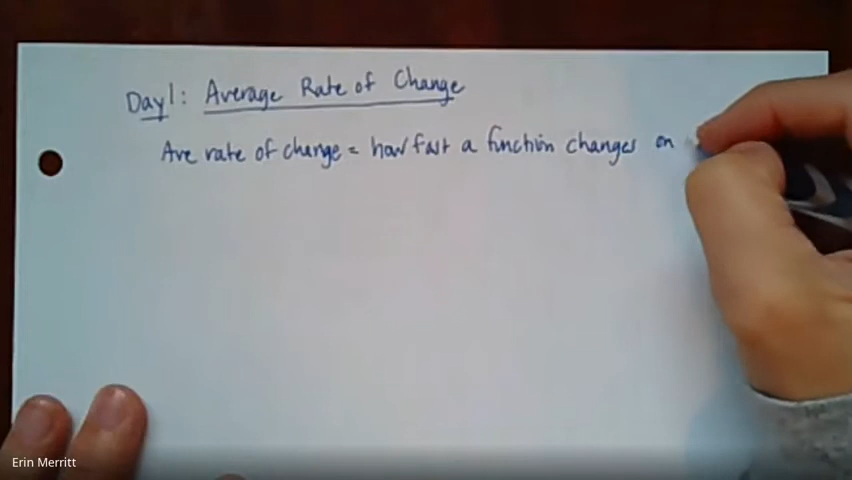 Day 1: Average Rate of Change
Ave rate of change = how fast a function changes on
Erin Merritt